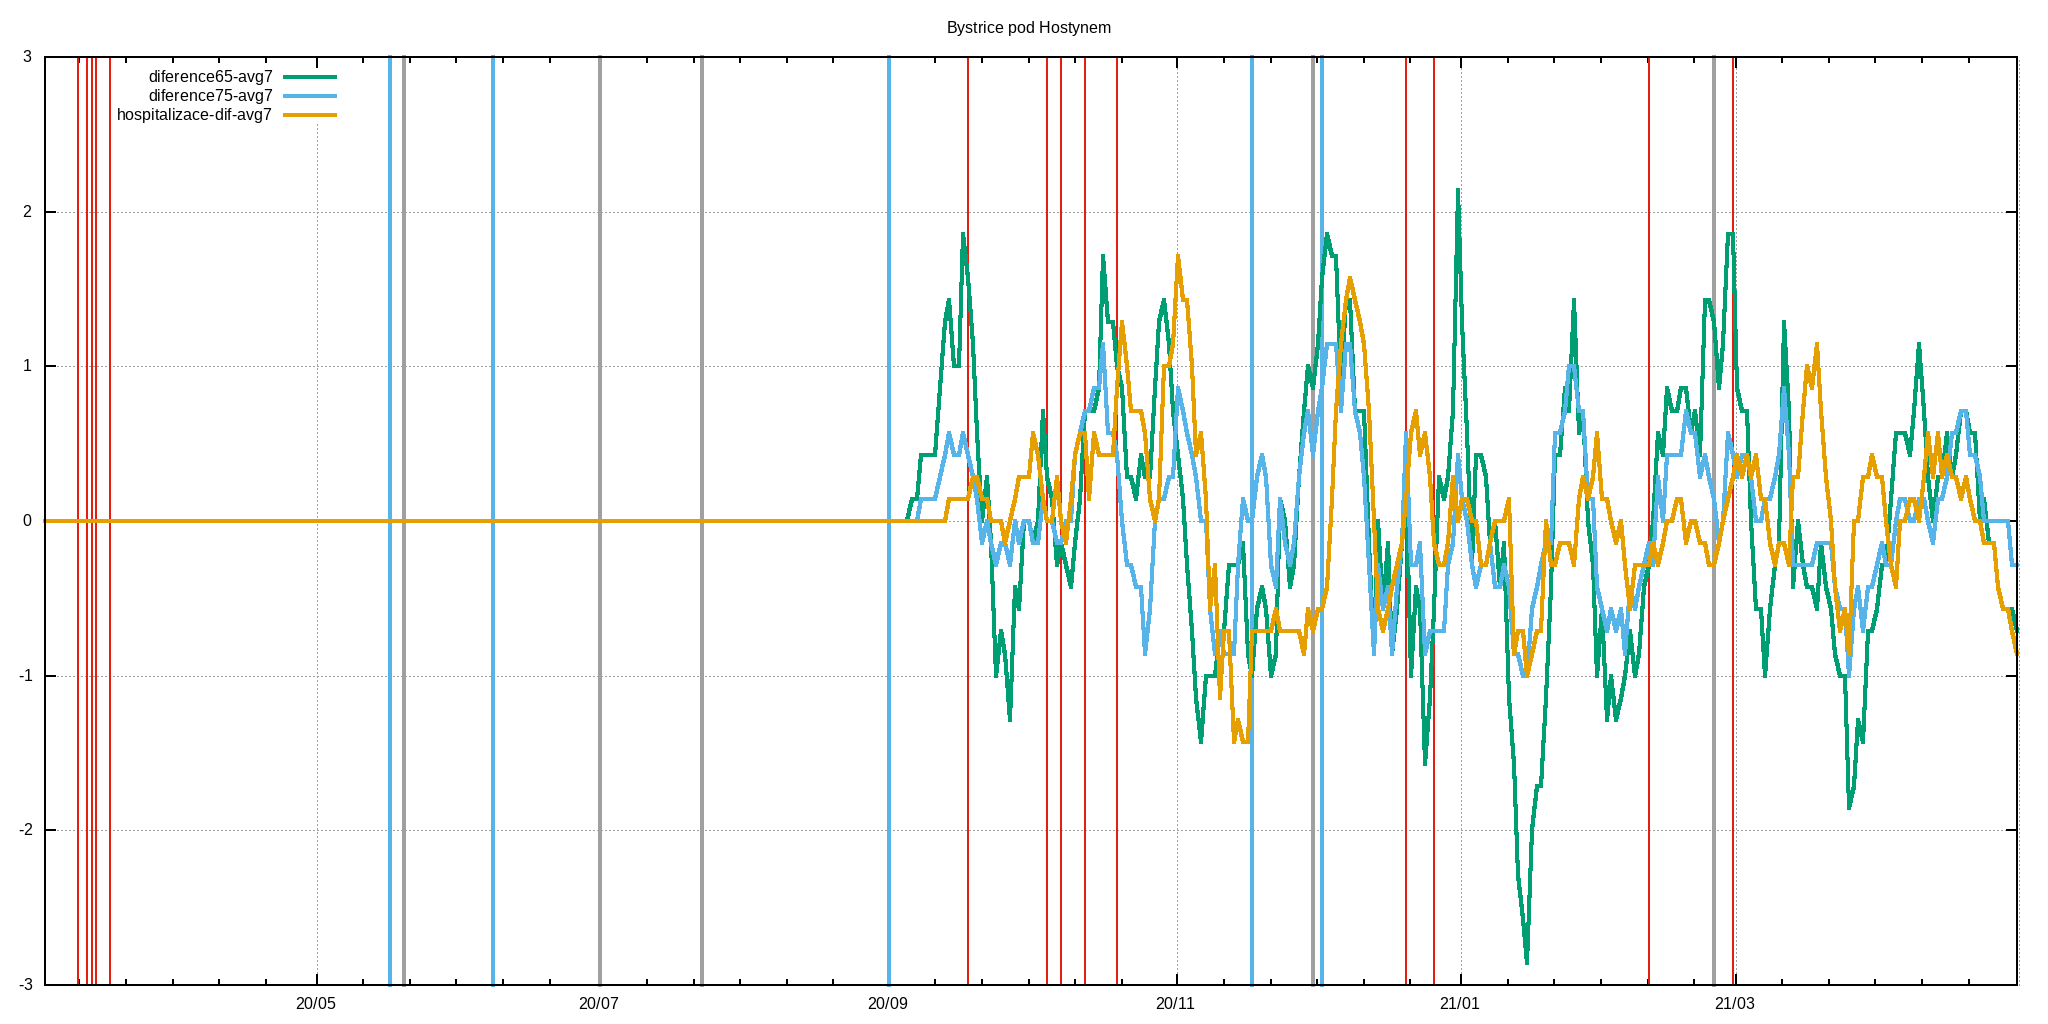 Bystrice pod Hostynem
diference65-avg7
diference75-avg7
hospitalizace-dif-avg7
3
2
1
0
-1
-2
-3
20/05 20/07 20/09 20/11 21/01 21/03